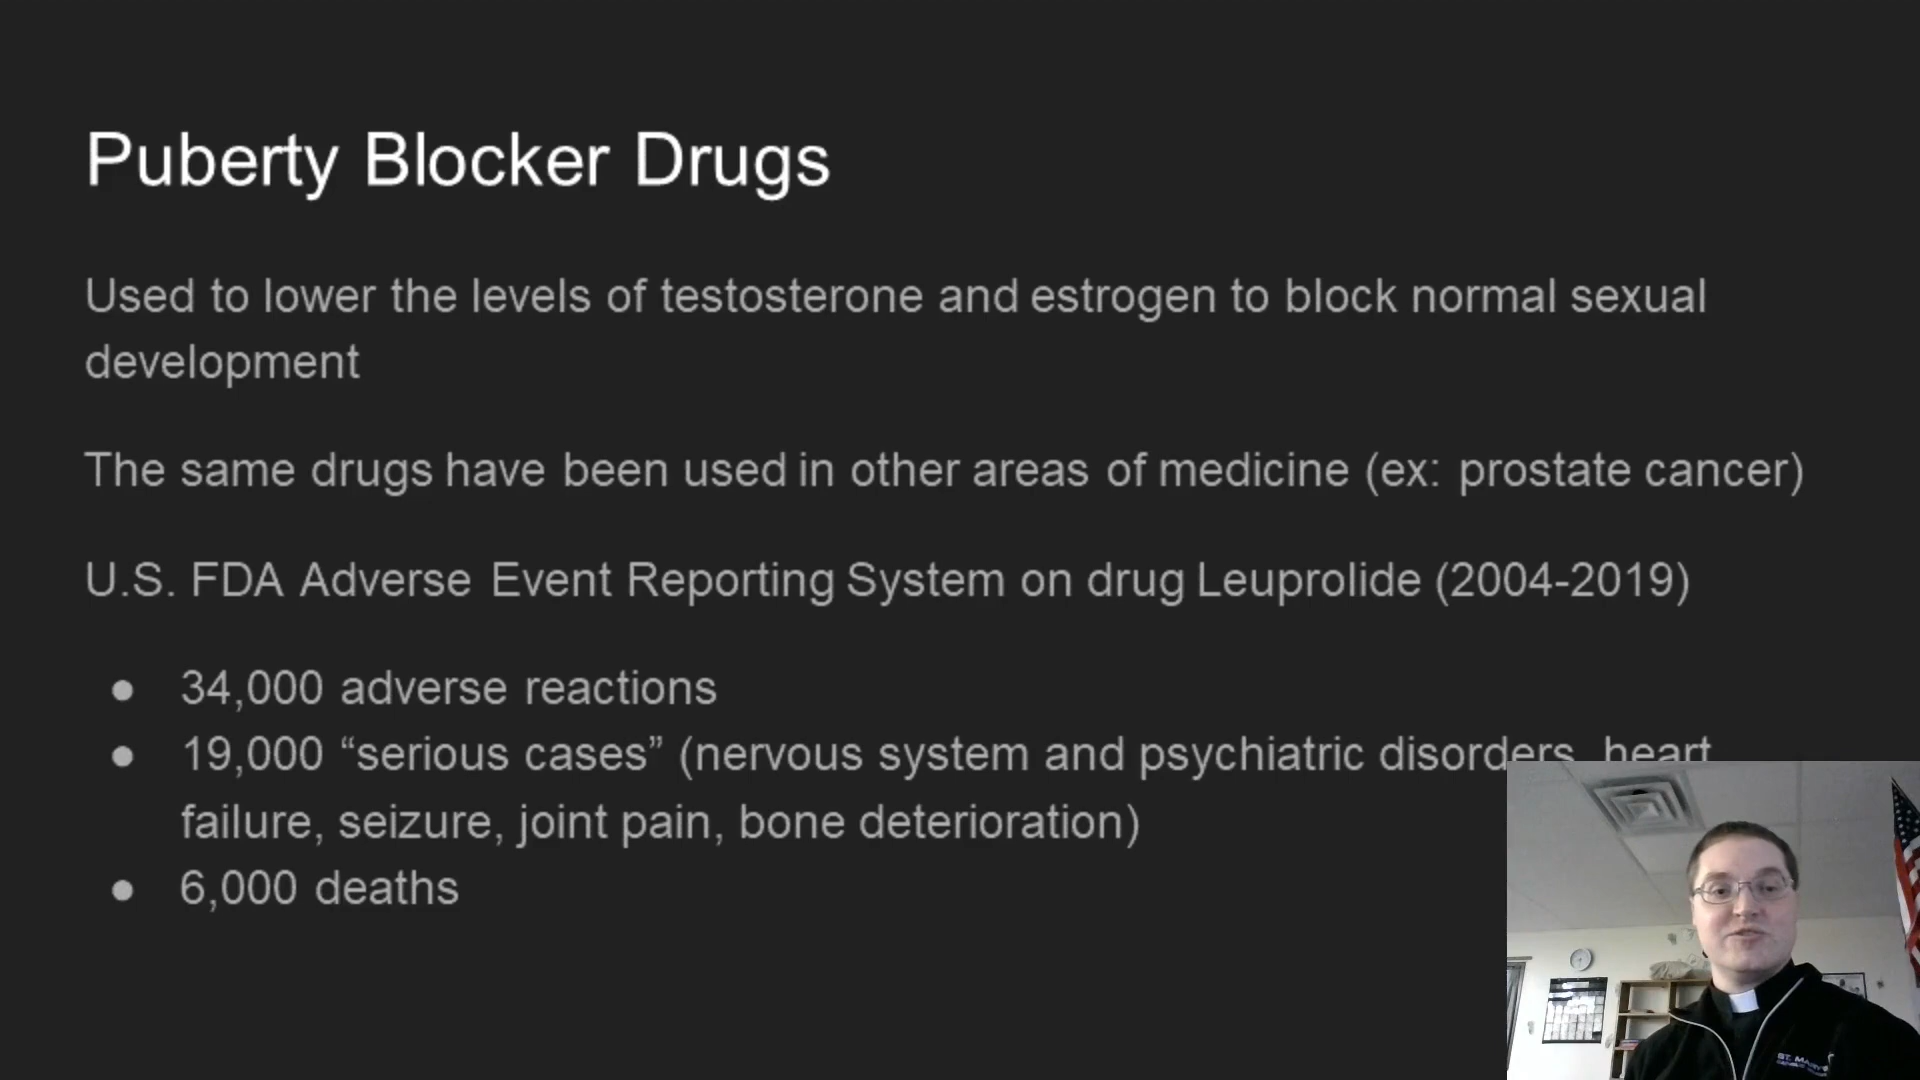 Puberty Blocker Drugs
Used to lower the levels of testosterone and estrogen to block normal sexual
development
The same drugs have been used in other areas of medicine (ex: prostate cancer)
U.S. FDA Adverse Event Reporting System on drug Leuprolide (2004-2019)
● 34,000 adverse reactions
● 19,000 “serious cases” (nervous system and psychiatric disorders, heart
failure, seizure, joint pain, bone deterioration)
● 6,000 deaths
ST. MARY